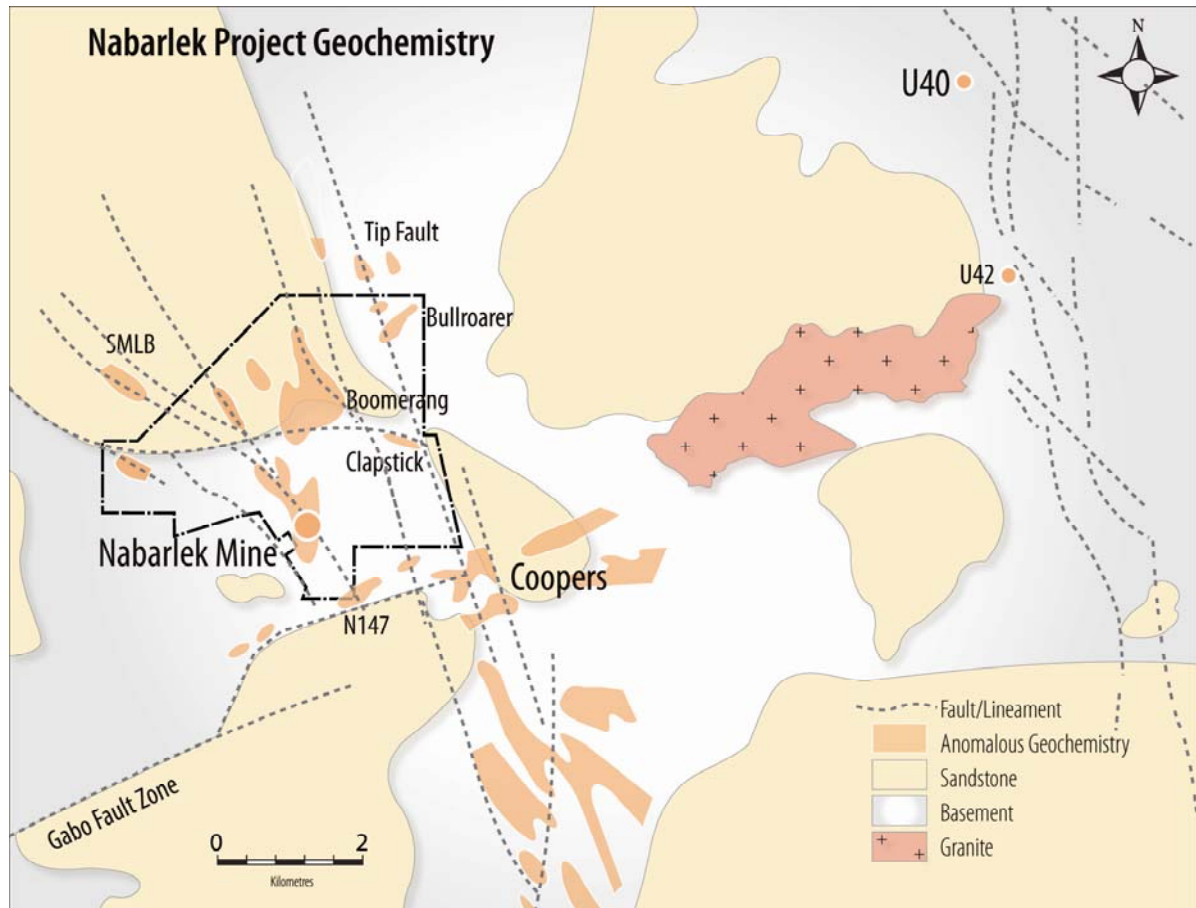 Nabarlek Project Geochemistry
N
U40
Tip Fault
U42
Bullroarer
SMLB
Boomerang
Clapstick
Nabarlek Mine
Coopers
N147
Fault/Lineament
Anomalous Geochemistry
Sandstone
Basement
Granite
Gabo Fault Zone
0 2
Kilometres